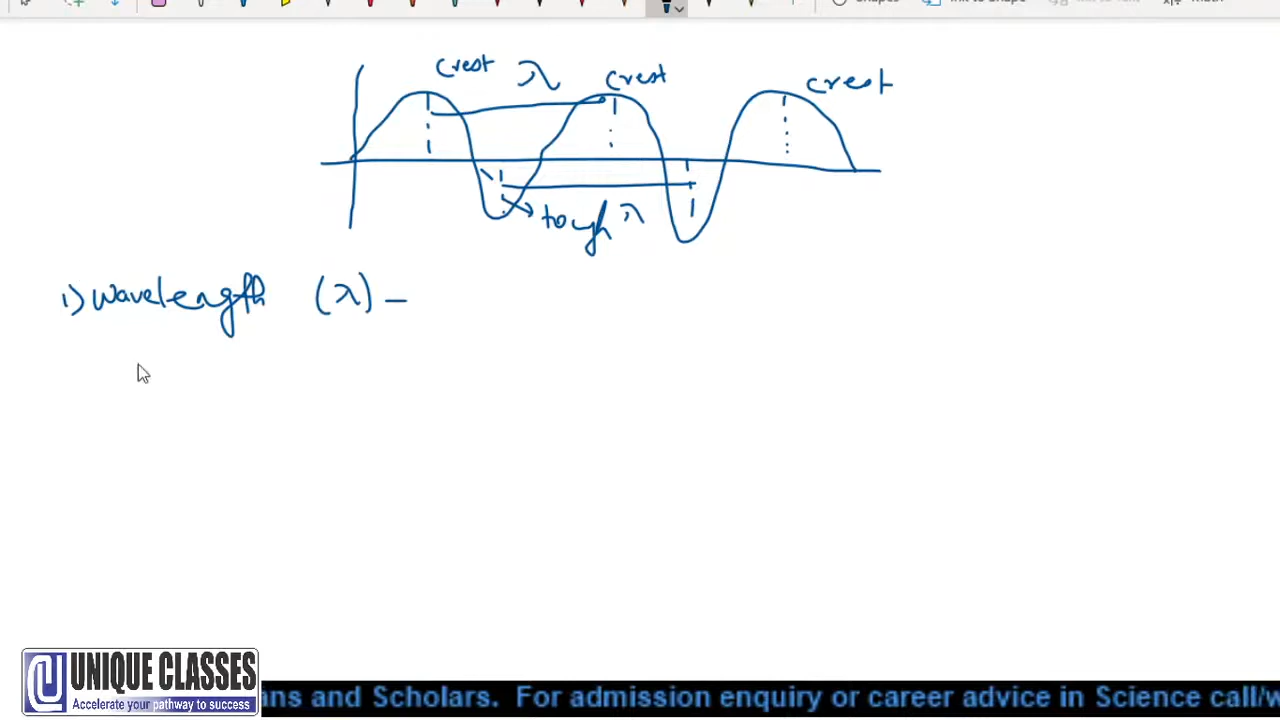 crest λ crest crest
tough λ
1) Wavelength (λ) –
UNIQUE CLASSES
Accelerate your pathway to success
ans and Scholars. For admission enquiry or career advice in Science call/w